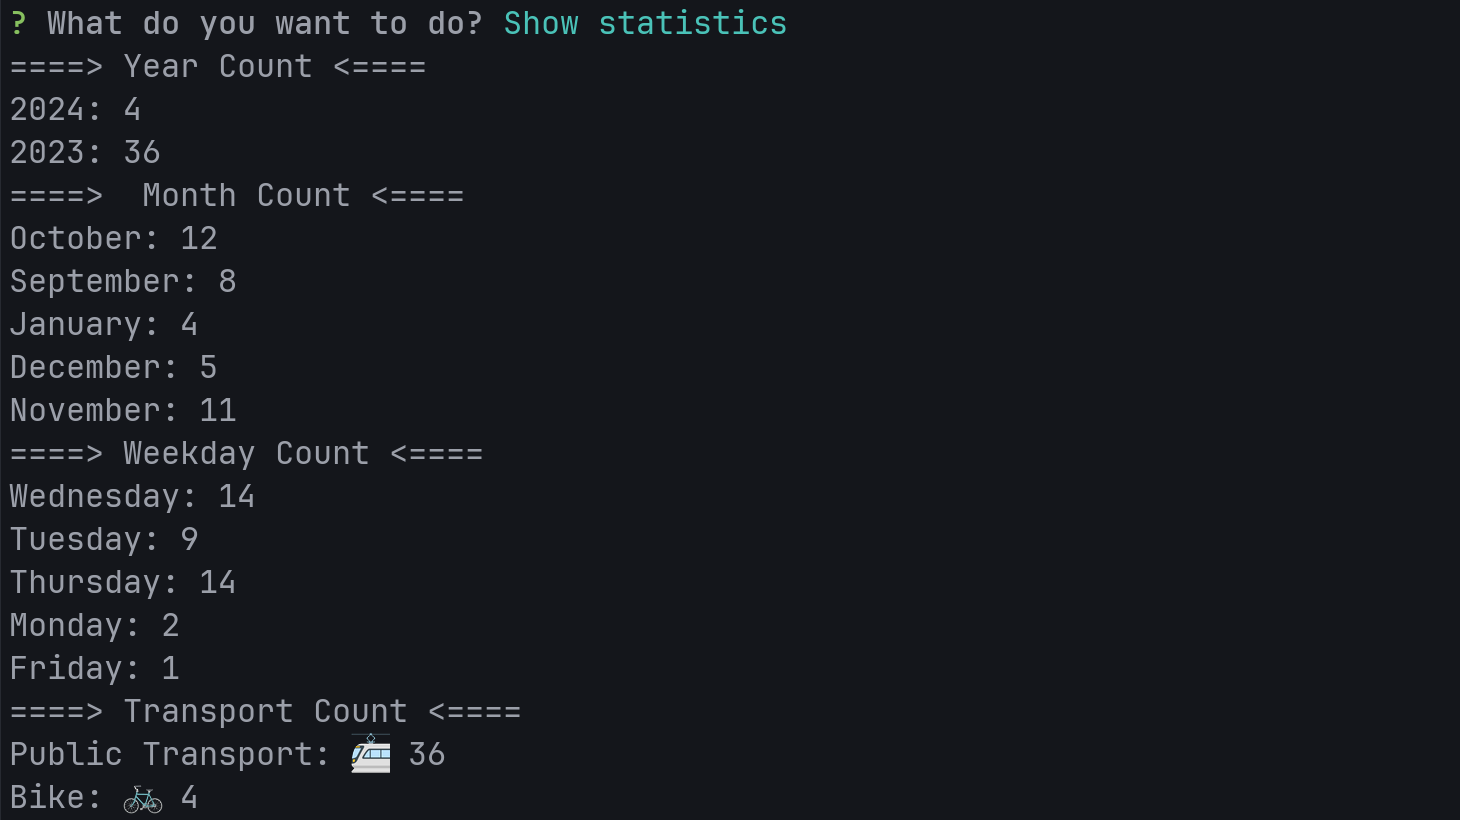 ? What do you want to do? Show statistics
====> Year Count <====
2024: 4
2023: 36
====>  Month Count <====
October: 12
September: 8
January: 4
December: 5
November: 11
====> Weekday Count <====
Wednesday: 14
Tuesday: 9
Thursday: 14
Monday: 2
Friday: 1
====> Transport Count <====
Public Transport: 🚈 36
Bike: 🚲 4